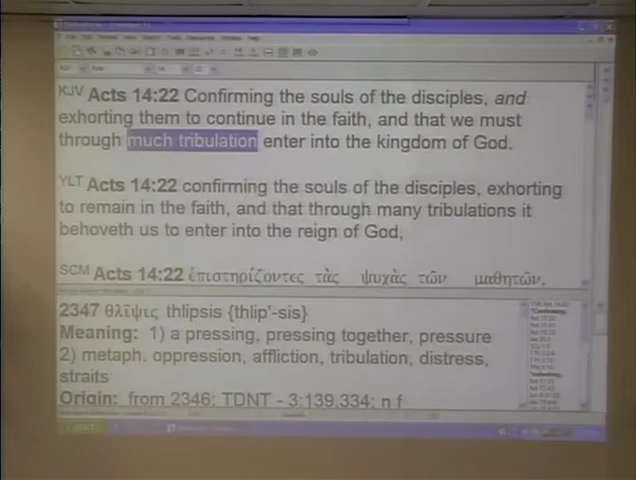 KJV Acts 14:22 Confirming the souls of the disciples, and
exhorting them to continue in the faith, and that we must
through much tribulation enter into the kingdom of God.
YLT Acts 14:22 confirming the souls of the disciples, exhorting
to remain in the faith, and that through many tribulations it
behoveth us to enter into the reign of God,
SCM Acts 14:22 ἐπιστηρίζοντες τὰς ψυχὰς τῶν μαθητῶν,
2347 θλῖψις thlipsis {thlip'-sis}
Meaning: 1) a pressing, pressing together, pressure
2) metaph. oppression, affliction, tribulation, distress,
straits
Origin: from 2346; TDNT - 3:139,334; n f